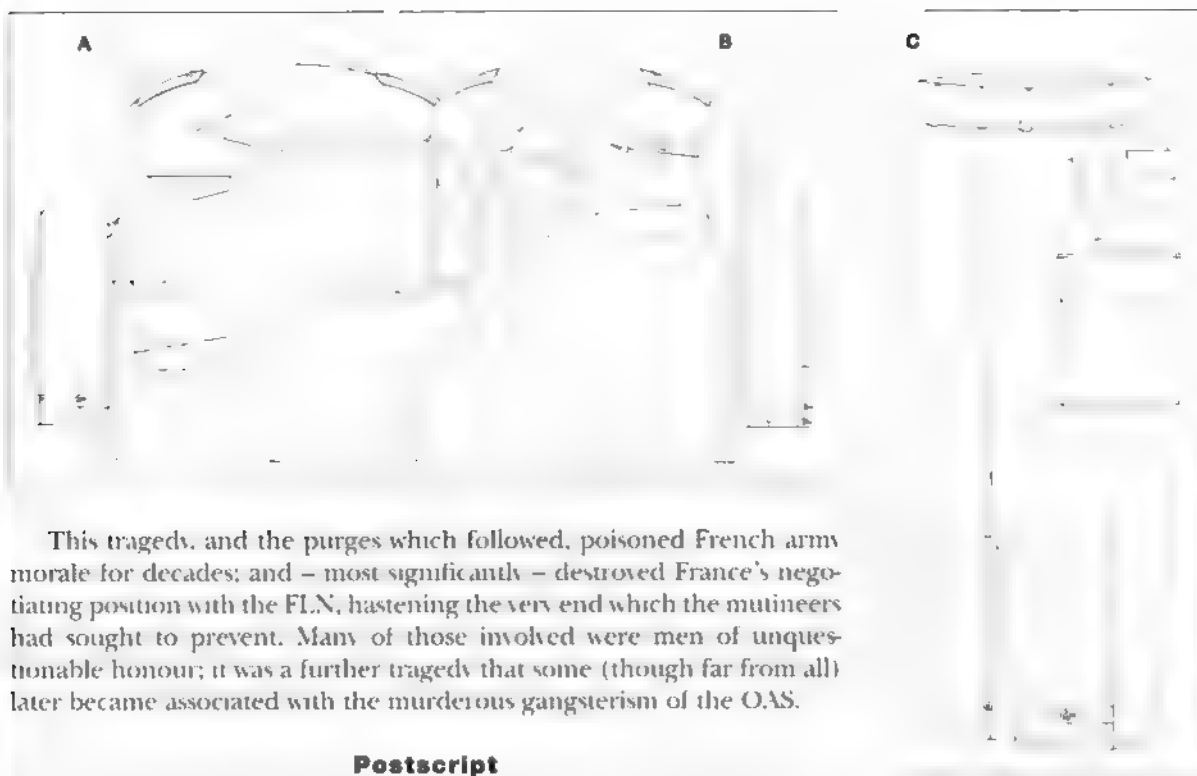 A B C
This tragedy, and the purges which followed, poisoned French army
morale for decades; and – most significantly – destroyed France's nego-
tiating position with the FLN, hastening the very end which the mutineers
had sought to prevent. Many of those involved were men of unques-
tionable honour; it was a further tragedy that some (though far from all)
later became associated with the murderous gangsterism of the OAS.
Postscript